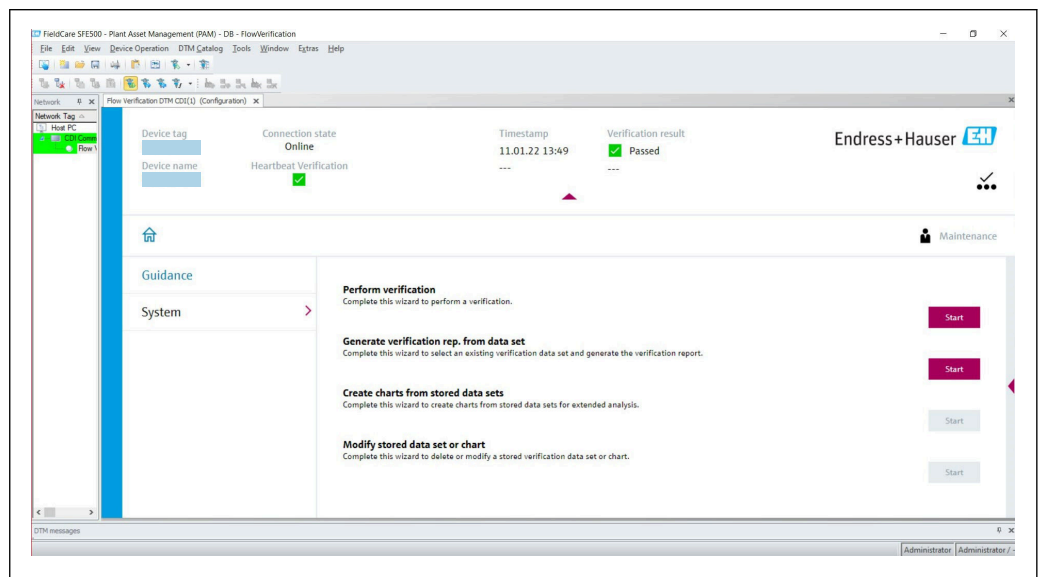 FieldCare SFE500 - Plant Asset Management (PAM) - DB - FlowVerification
File Edit View Device Operation DTM Catalog Tools Window Extras Help
Network
Flow Verification DTM CDI(1) (Configuration)
Network Tag
Host PC
CDI Comm
Flow V
Device tag
Connection state
Online
Timestamp
11.01.22 13:49
Verification result
Passed
Endress+Hauser EH
Device name
Heartbeat Verification
---
---
Maintenance
Guidance
System
Perform verification
Complete this wizard to perform a verification.
Start
Generate verification rep. from data set
Complete this wizard to select an existing verification data set and generate the verification report.
Start
Create charts from stored data sets
Complete this wizard to create charts from stored data sets for extended analysis.
Start
Modify stored data set or chart
Complete this wizard to delete or modify a stored verification data set or chart.
Start
DTM messages
Administrator Administrator / -